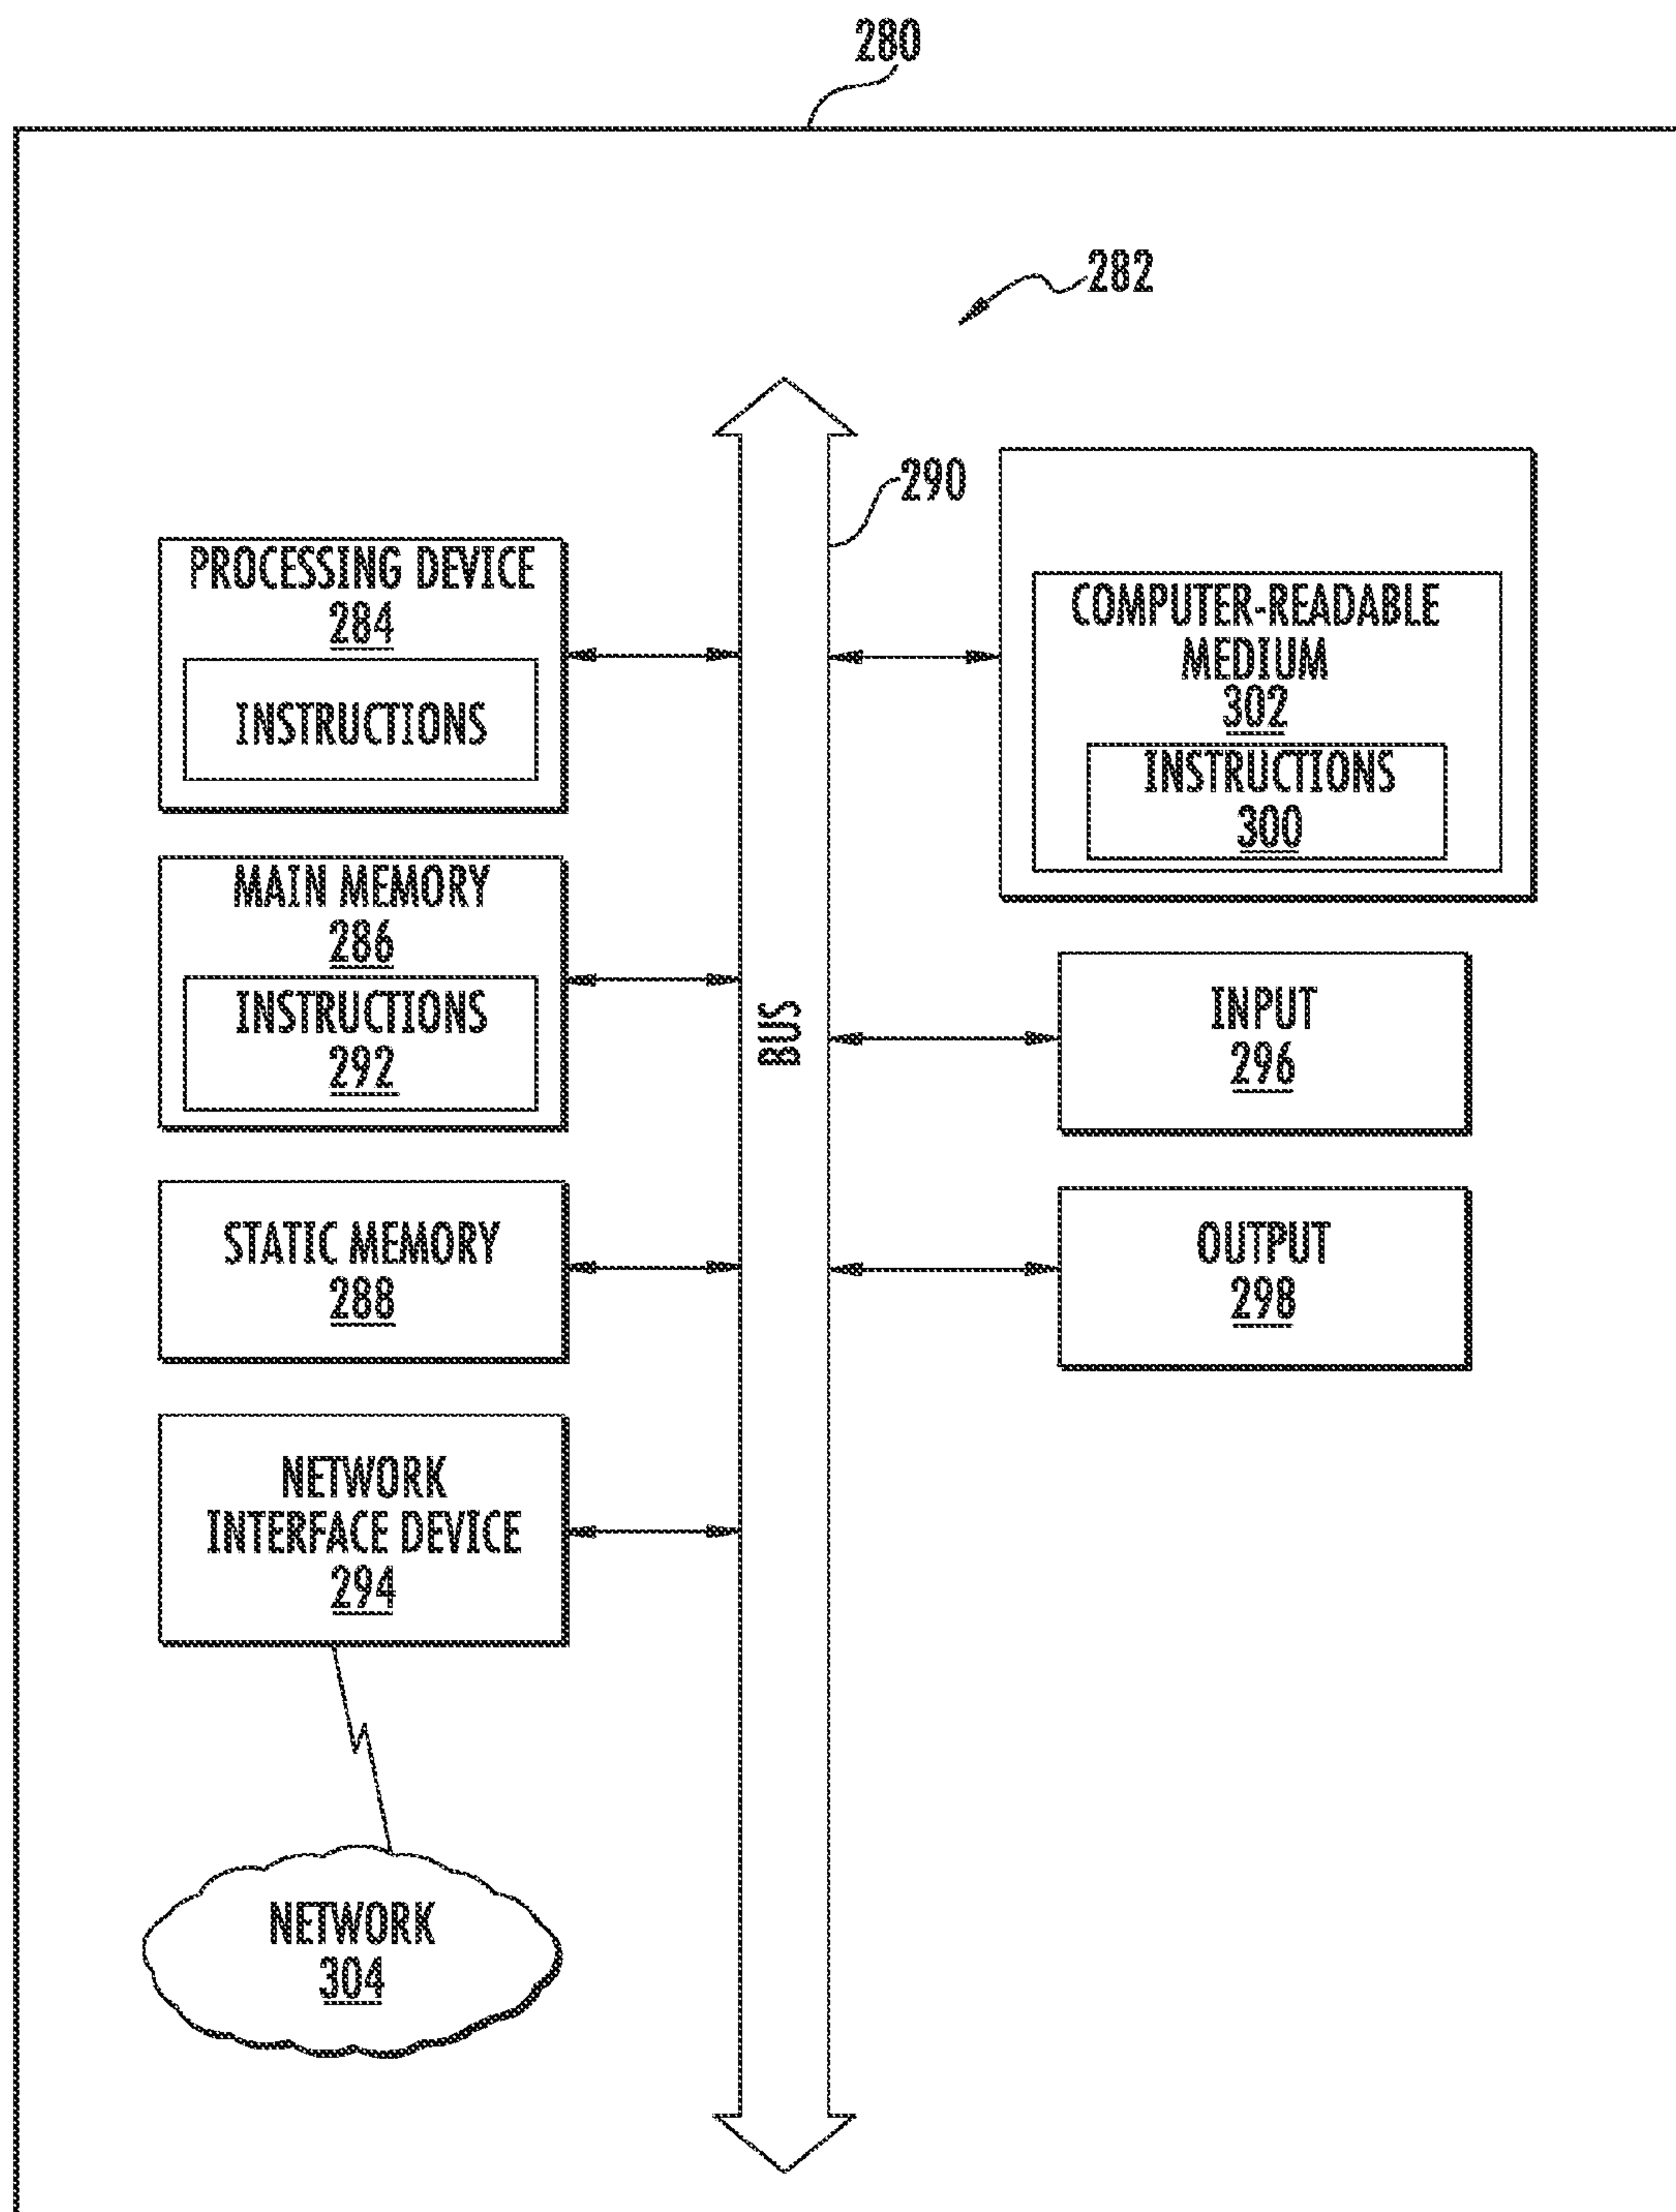 280
282
290
PROCESSING DEVICE
284
INSTRUCTIONS
COMPUTER-READABLE
MEDIUM
302
INSTRUCTIONS
300
MAIN MEMORY
286
INSTRUCTIONS
292
BUS
INPUT
296
STATIC MEMORY
288
OUTPUT
298
NETWORK
INTERFACE DEVICE
294
NETWORK
304